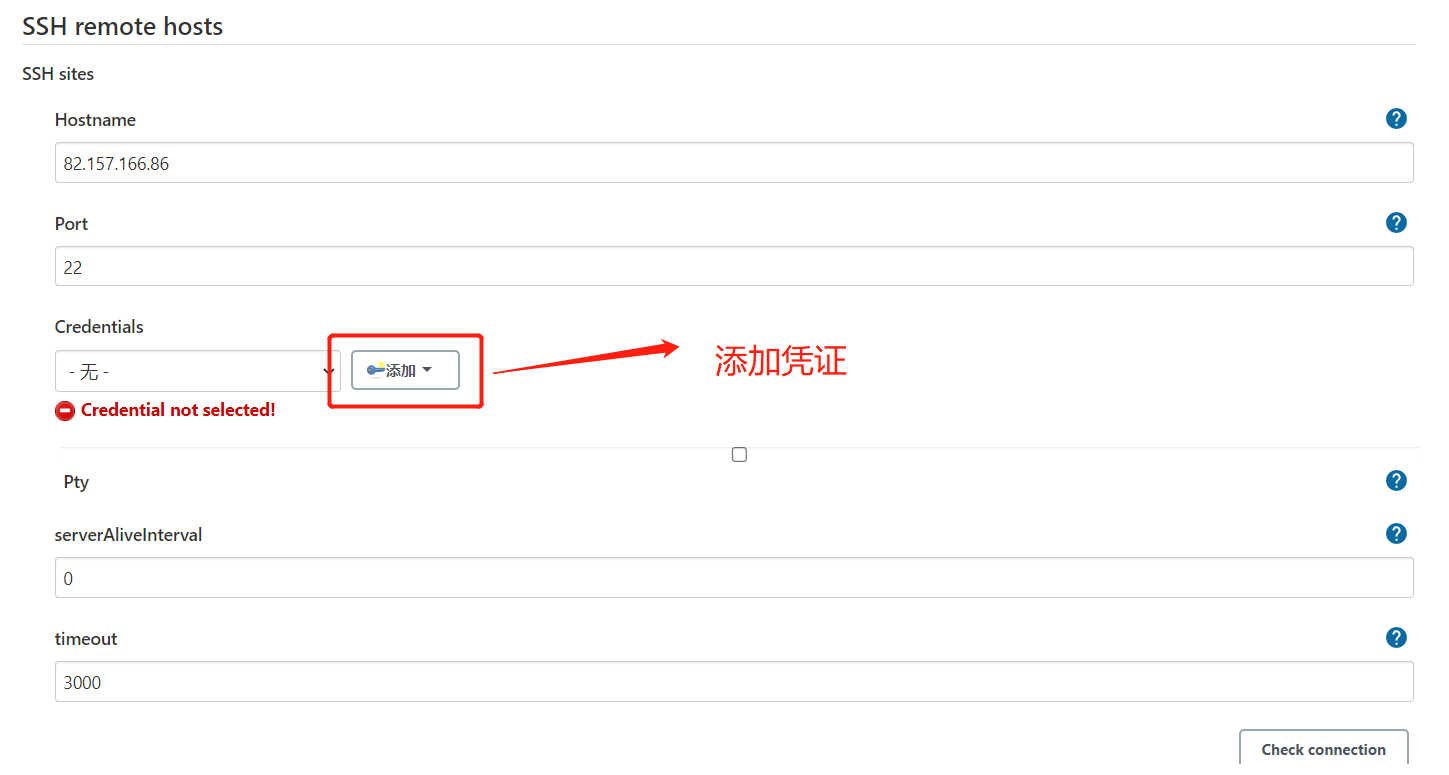 SSH remote hosts
SSH sites
Hostname
82.157.166.86
Port
22
Credentials
- 无 -
添加
添加凭证
Credential not selected!
Pty
serverAliveInterval
0
timeout
3000
Check connection